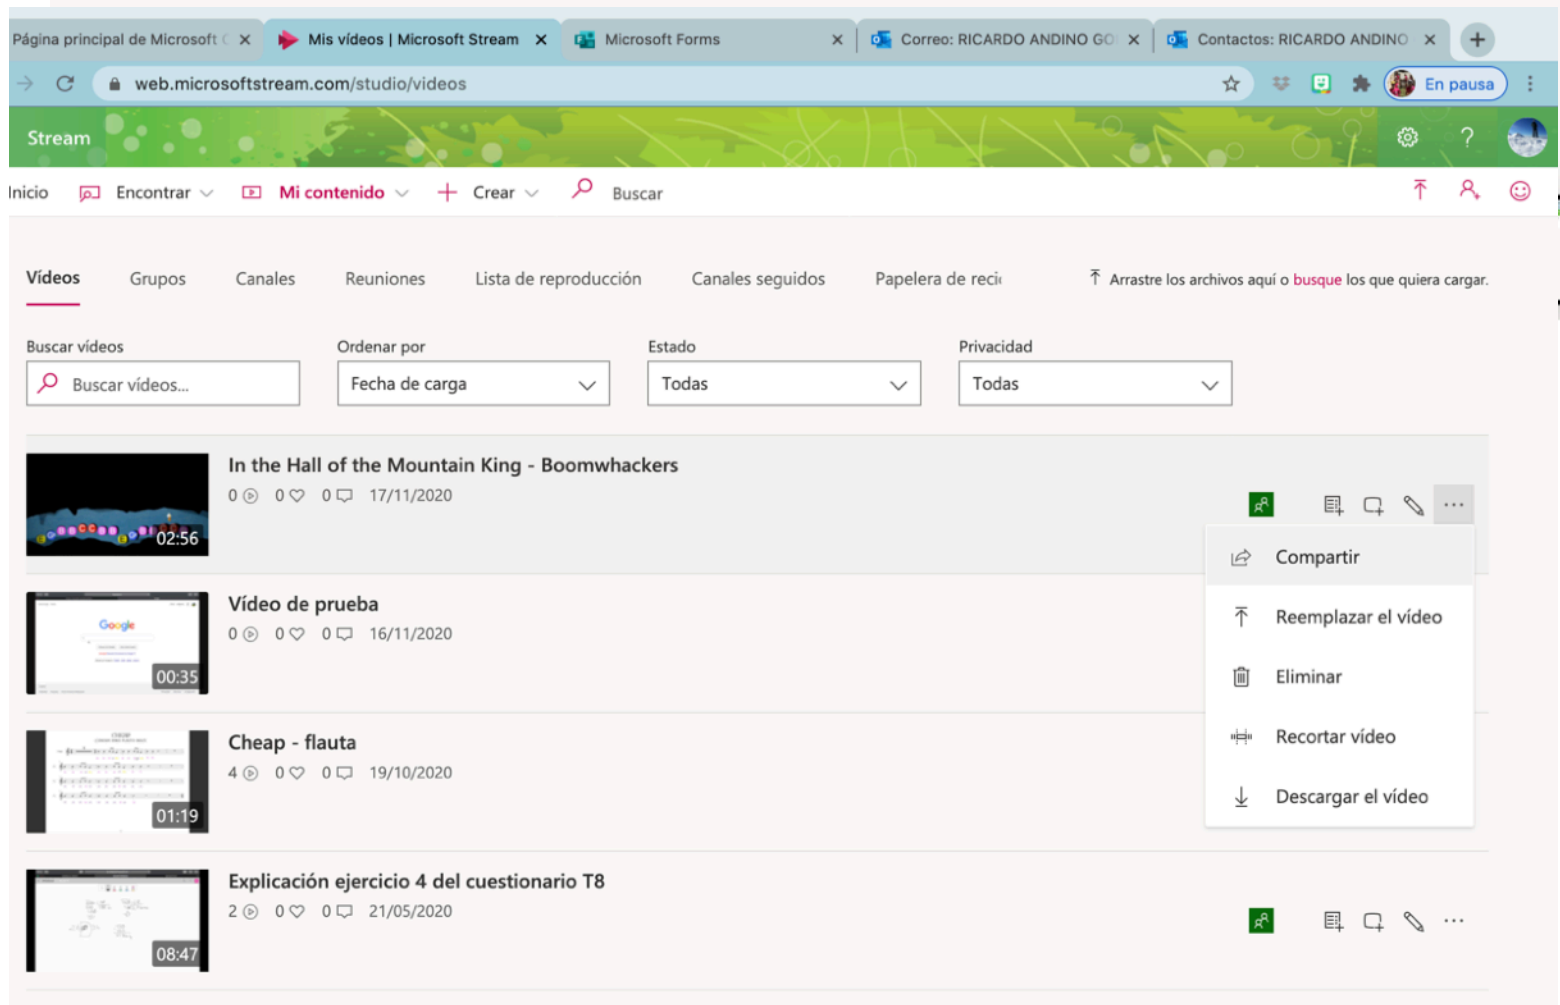 Página principal de Microsoft
Mis vídeos | Microsoft Stream
Microsoft Forms
Correo: RICARDO ANDINO GO
Contactos: RICARDO ANDINO
web.microsoftstream.com/studio/videos
En pausa
Stream
?
Inicio
Encontrar
Mi contenido
Crear
Buscar
Vídeos
Grupos
Canales
Reuniones
Lista de reproducción
Canales seguidos
Papelera de reci
Arrastre los archivos aquí o busque los que quiera cargar.
Buscar vídeos
Ordenar por
Estado
Privacidad
Buscar vídeos...
Fecha de carga
Todas
Todas
In the Hall of the Mountain King - Boomwhackers
0 0 0 17/11/2020
02:56
Compartir
Reemplazar el vídeo
Eliminar
Recortar vídeo
Descargar el vídeo
Vídeo de prueba
0 0 0 16/11/2020
Google
00:35
Cheap - flauta
4 0 0 19/10/2020
01:19
Explicación ejercicio 4 del cuestionario T8
2 0 0 21/05/2020
08:47